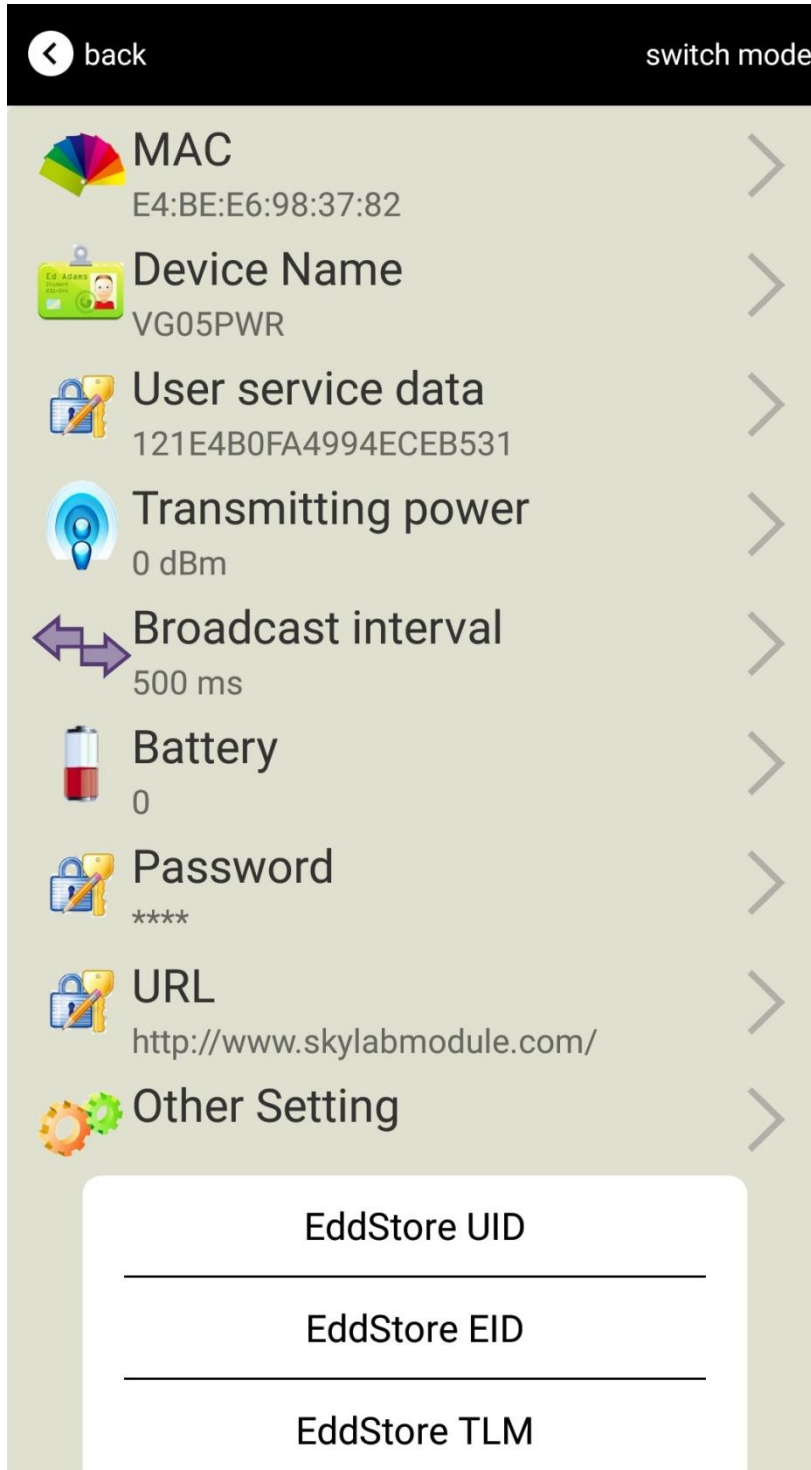 back
switch mode
MAC
E4:BE:E6:98:37:82
Device Name
VG05PWR
User service data
121E4B0FA4994ECEB531
Transmitting power
0 dBm
Broadcast interval
500 ms
Battery
0
Password
****
URL
http://www.skylabmodule.com/
Other Setting
EddStore UID
EddStore EID
EddStore TLM